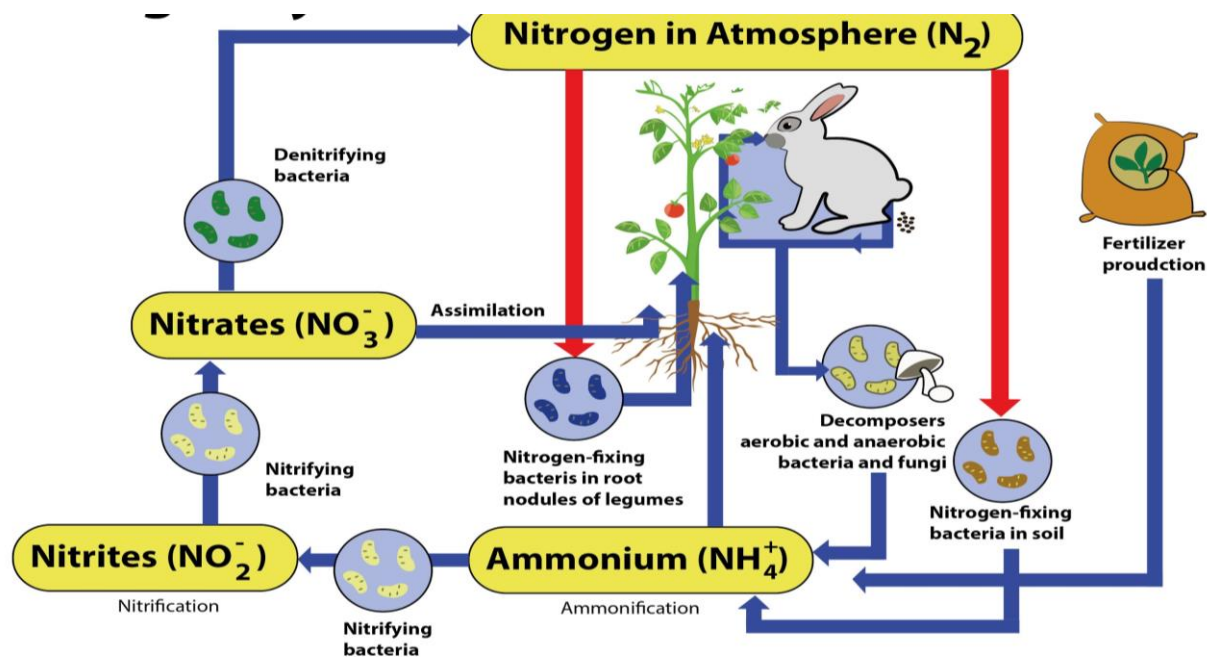 Nitrogen in Atmosphere (N2)
Denitrifying
bacteria
Fertilizer
proudction
Nitrates (NO3-)
Assimilation
Decomposers
aerobic and anaerobic
bacteria and fungi
Nitrifying
bacteria
Nitrogen-fixing
bacteris in root
nodules of legumes
Nitrogen-fixing
bacteria in soil
Nitrites (NO2-)
Nitrification
Ammonium (NH4+)
Ammonification
Nitrifying
bacteria